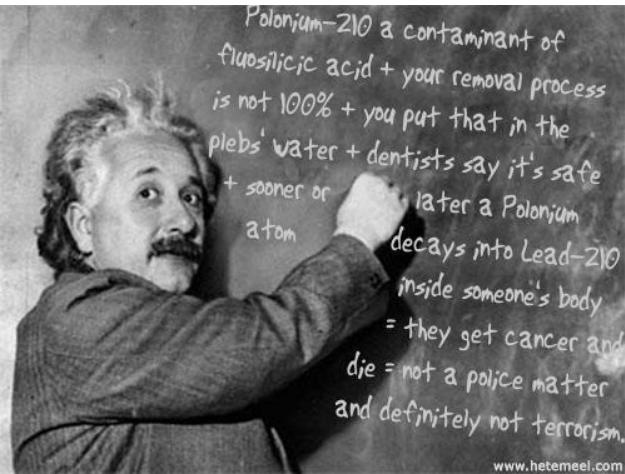 Polonium-210 a contaminant of
fluosilicic acid + your removal process
is not 100% + you put that in the
plebs' water + dentists say it's safe
+ sooner or later a Polonium
atom decays into Lead-210
inside someone's body
= they get cancer and
die = not a police matter
and definitely not terrorism.
www.hetemeel.com